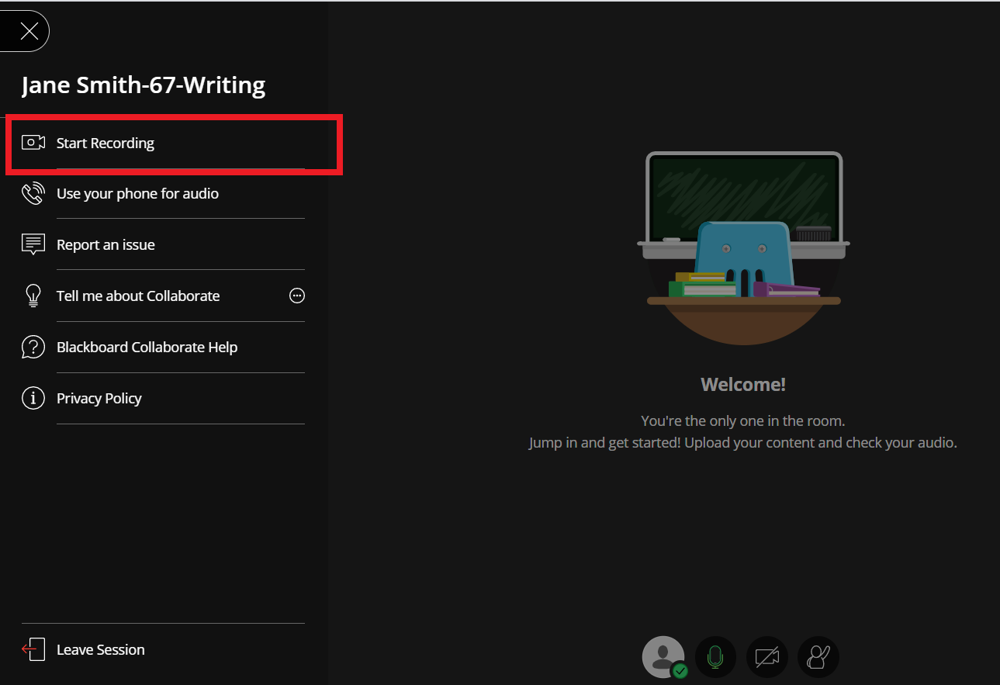 Jane Smith-67-Writing
Start Recording
Use your phone for audio
Report an issue
Tell me about Collaborate
Blackboard Collaborate Help
Privacy Policy
Leave Session
Welcome!
You're the only one in the room.
Jump in and get started! Upload your content and check your audio.